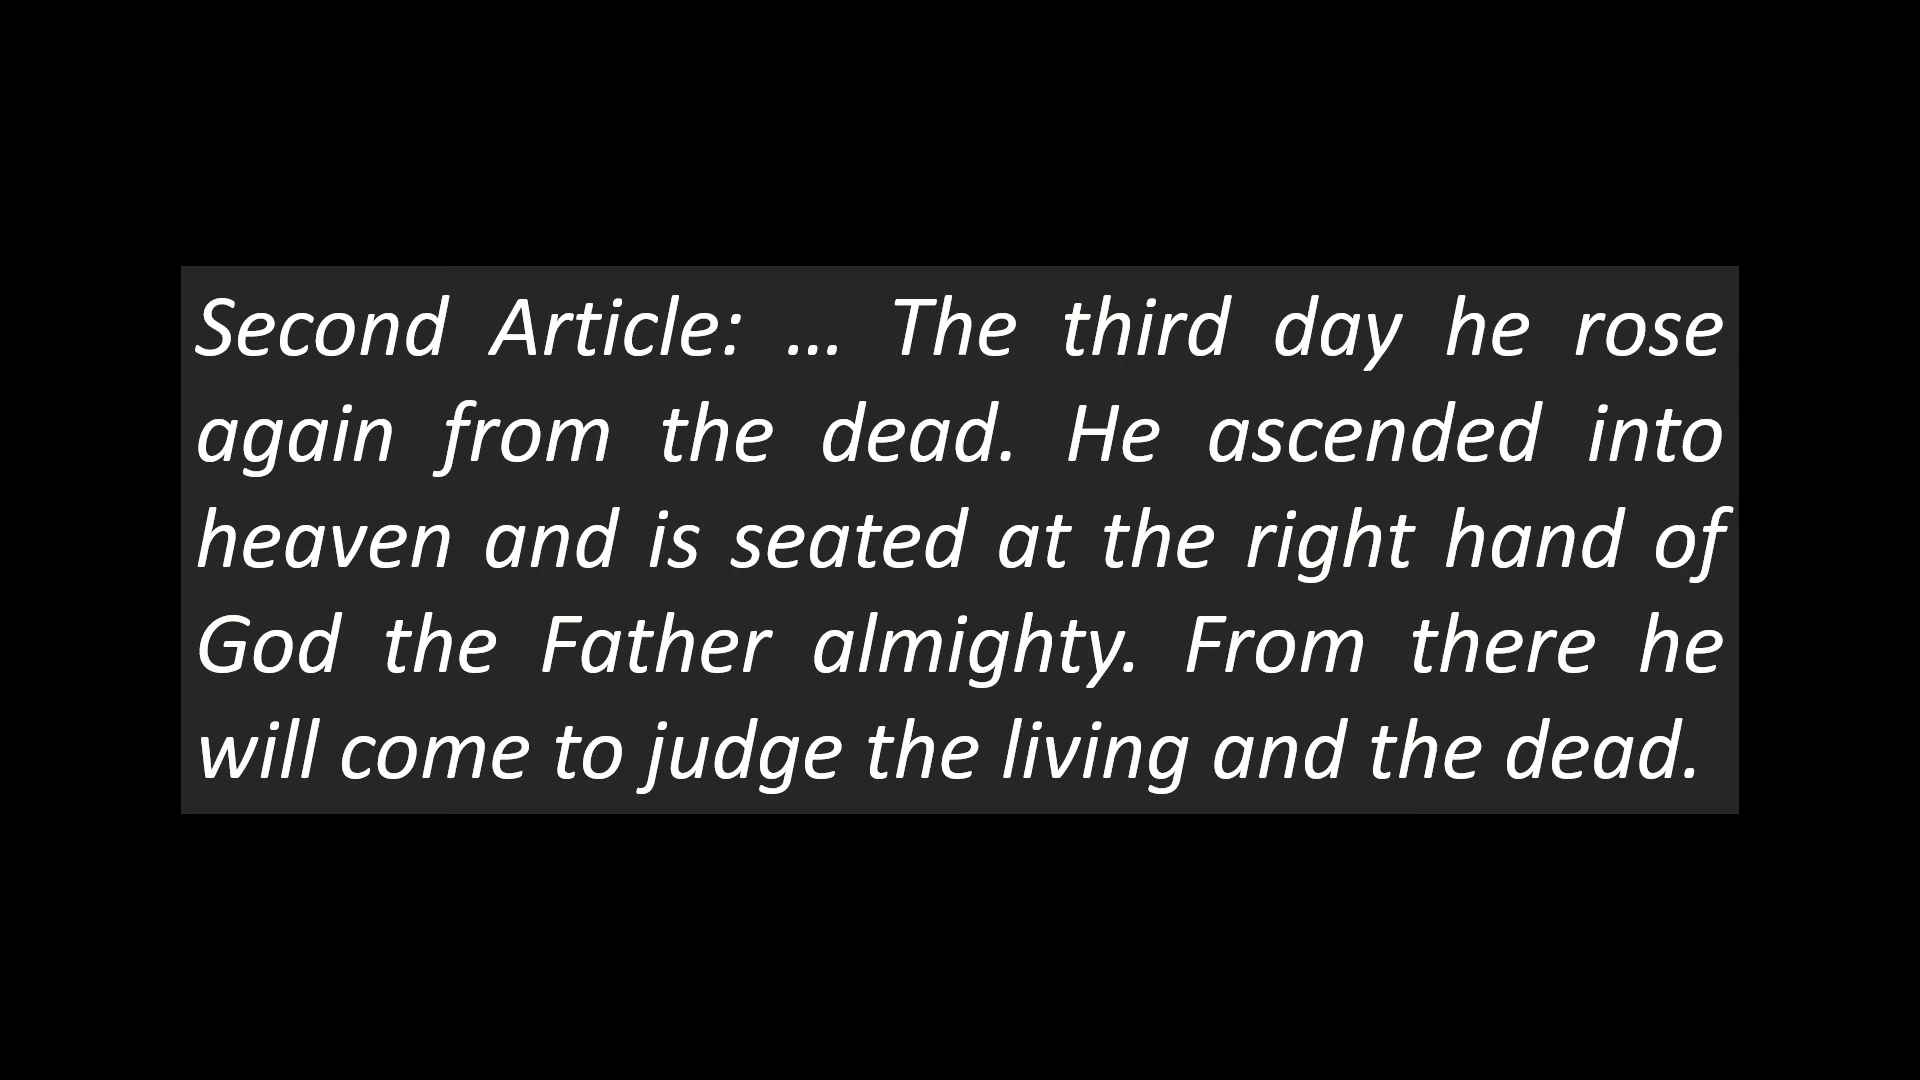 Second Article: ... The third day he rose
again from the dead. He ascended into
heaven and is seated at the right hand of
God the Father almighty. From there he
will come to judge the living and the dead.